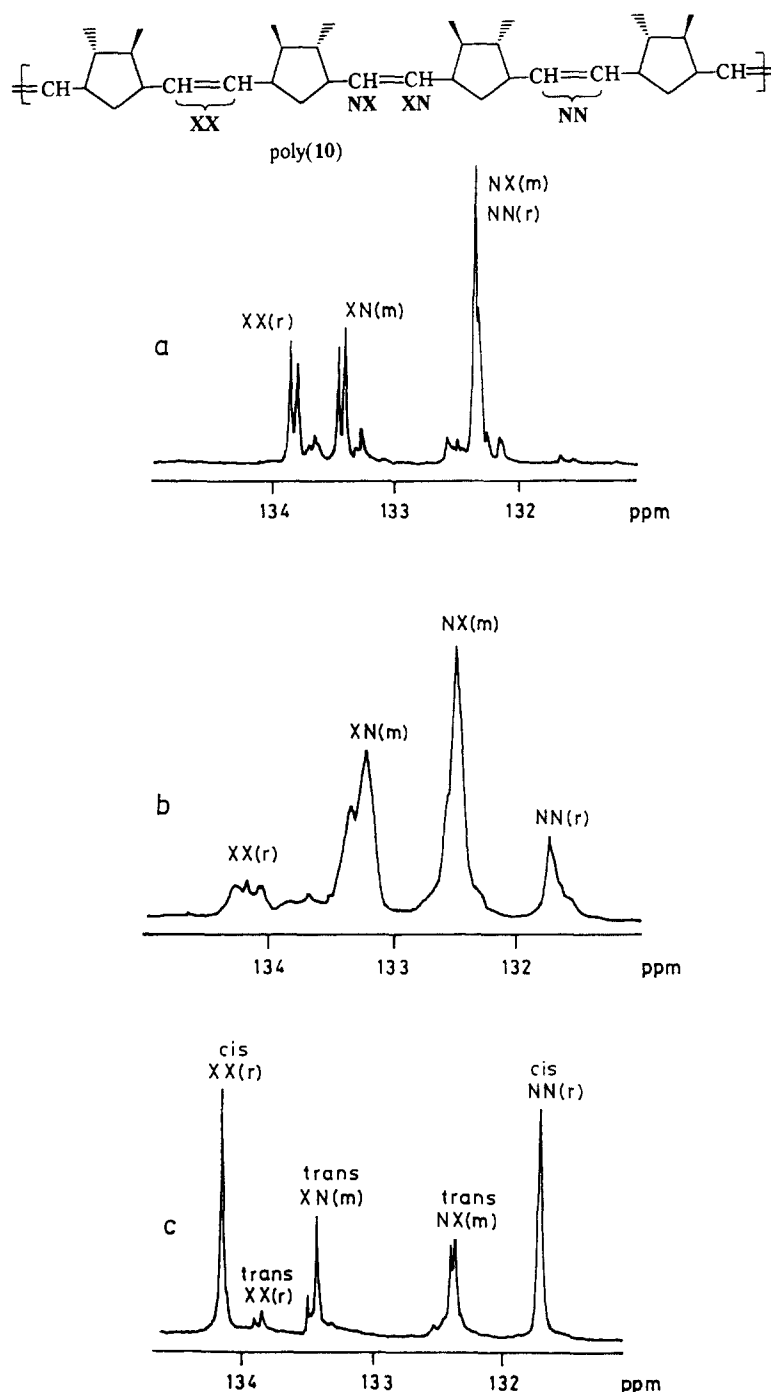 [=CH CH=CH CH=CH CH=CH CH=]
XX NX XN NN
poly(10)
a
XX(r) XN(m) NX(m)
NN(r)
134 133 132 ppm
b
XX(r) XN(m) NX(m) NN(r)
134 133 132 ppm
c
cis
XX(r)
trans
XX(r)
trans
XN(m)
trans
NX(m)
cis
NN(r)
134 133 132 ppm